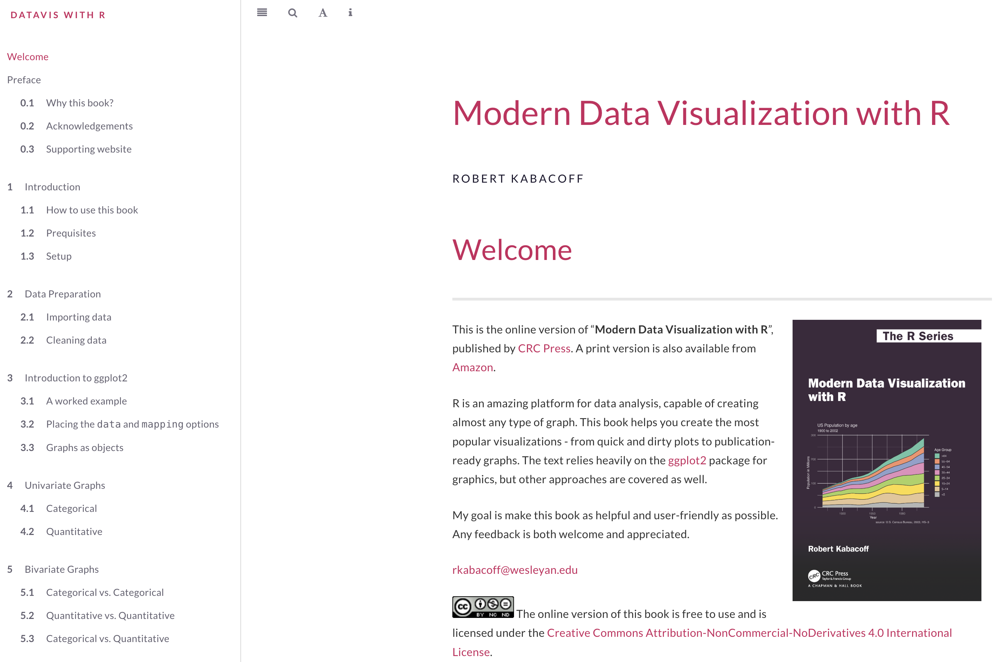 DATAVIS WITH R
Welcome
Preface
0.1 Why this book?
0.2 Acknowledgements
0.3 Supporting website
1 Introduction
1.1 How to use this book
1.2 Prequisites
1.3 Setup
2 Data Preparation
2.1 Importing data
2.2 Cleaning data
3 Introduction to ggplot2
3.1 A worked example
3.2 Placing the data and mapping options
3.3 Graphs as objects
4 Univariate Graphs
4.1 Categorical
4.2 Quantitative
5 Bivariate Graphs
5.1 Categorical vs. Categorical
5.2 Quantitative vs. Quantitative
5.3 Categorical vs. Quantitative
Modern Data Visualization with R
ROBERT KABACOFF
Welcome
This is the online version of “Modern Data Visualization with R”,
published by CRC Press. A print version is also available from
Amazon.
R is an amazing platform for data analysis, capable of creating
almost any type of graph. This book helps you create the most
popular visualizations - from quick and dirty plots to publication-
ready graphs. The text relies heavily on the ggplot2 package for
graphics, but other approaches are covered as well.
My goal is make this book as helpful and user-friendly as possible.
Any feedback is both welcome and appreciated.
rkabacoff@wesleyan.edu
cc BY NC ND The online version of this book is free to use and is
licensed under the Creative Commons Attribution-NonCommercial-NoDerivatives 4.0 International
License.
The R Series
Modern Data Visualization
with R
US Population by age
1900 to 2002
300
200
100
0
Population in Millions
1920 1950 1980
Year
source: U.S. Census Bureau, 2003, HS-3
Age Group
>64
55-64
45-54
35-44
25-34
15-24
5-14
<5
Robert Kabacoff
CRC CRC Press
Taylor & Francis Group
A CHAPMAN & HALL BOOK